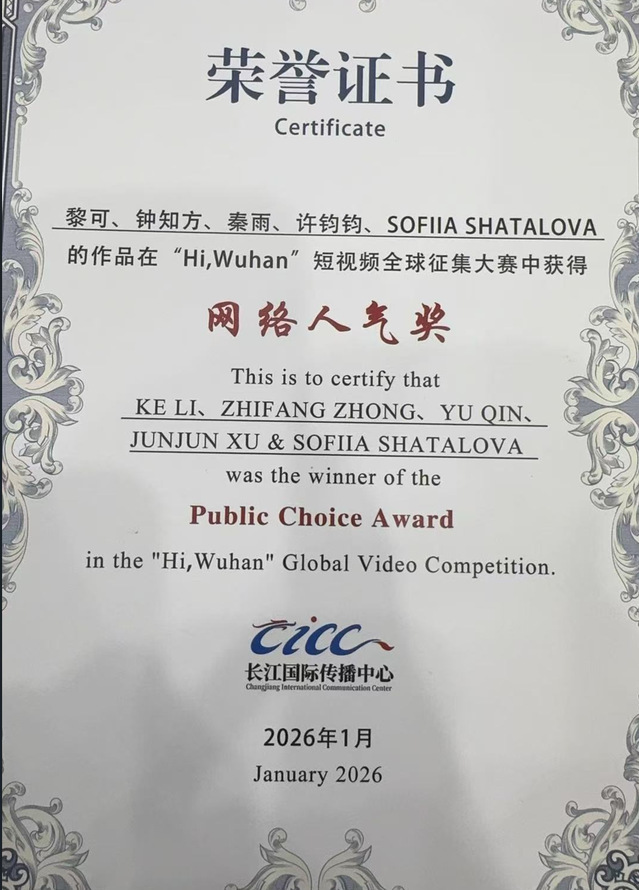 荣誉证书
Certificate
黎可、钟知方、秦雨、许钧钧、SOFIIA SHATALOVA
的作品在“Hi,Wuhan”短视频全球征集大赛中获得
网络人气奖
This is to certify that
KE LI、ZHIFANG ZHONG、YU QIN、
JUNJUN XU & SOFIIA SHATALOVA
was the winner of the
Public Choice Award
in the "Hi,Wuhan" Global Video Competition.
CICC
长江国际传播中心
Changjiang International Communication Center
2026年1月
January 2026